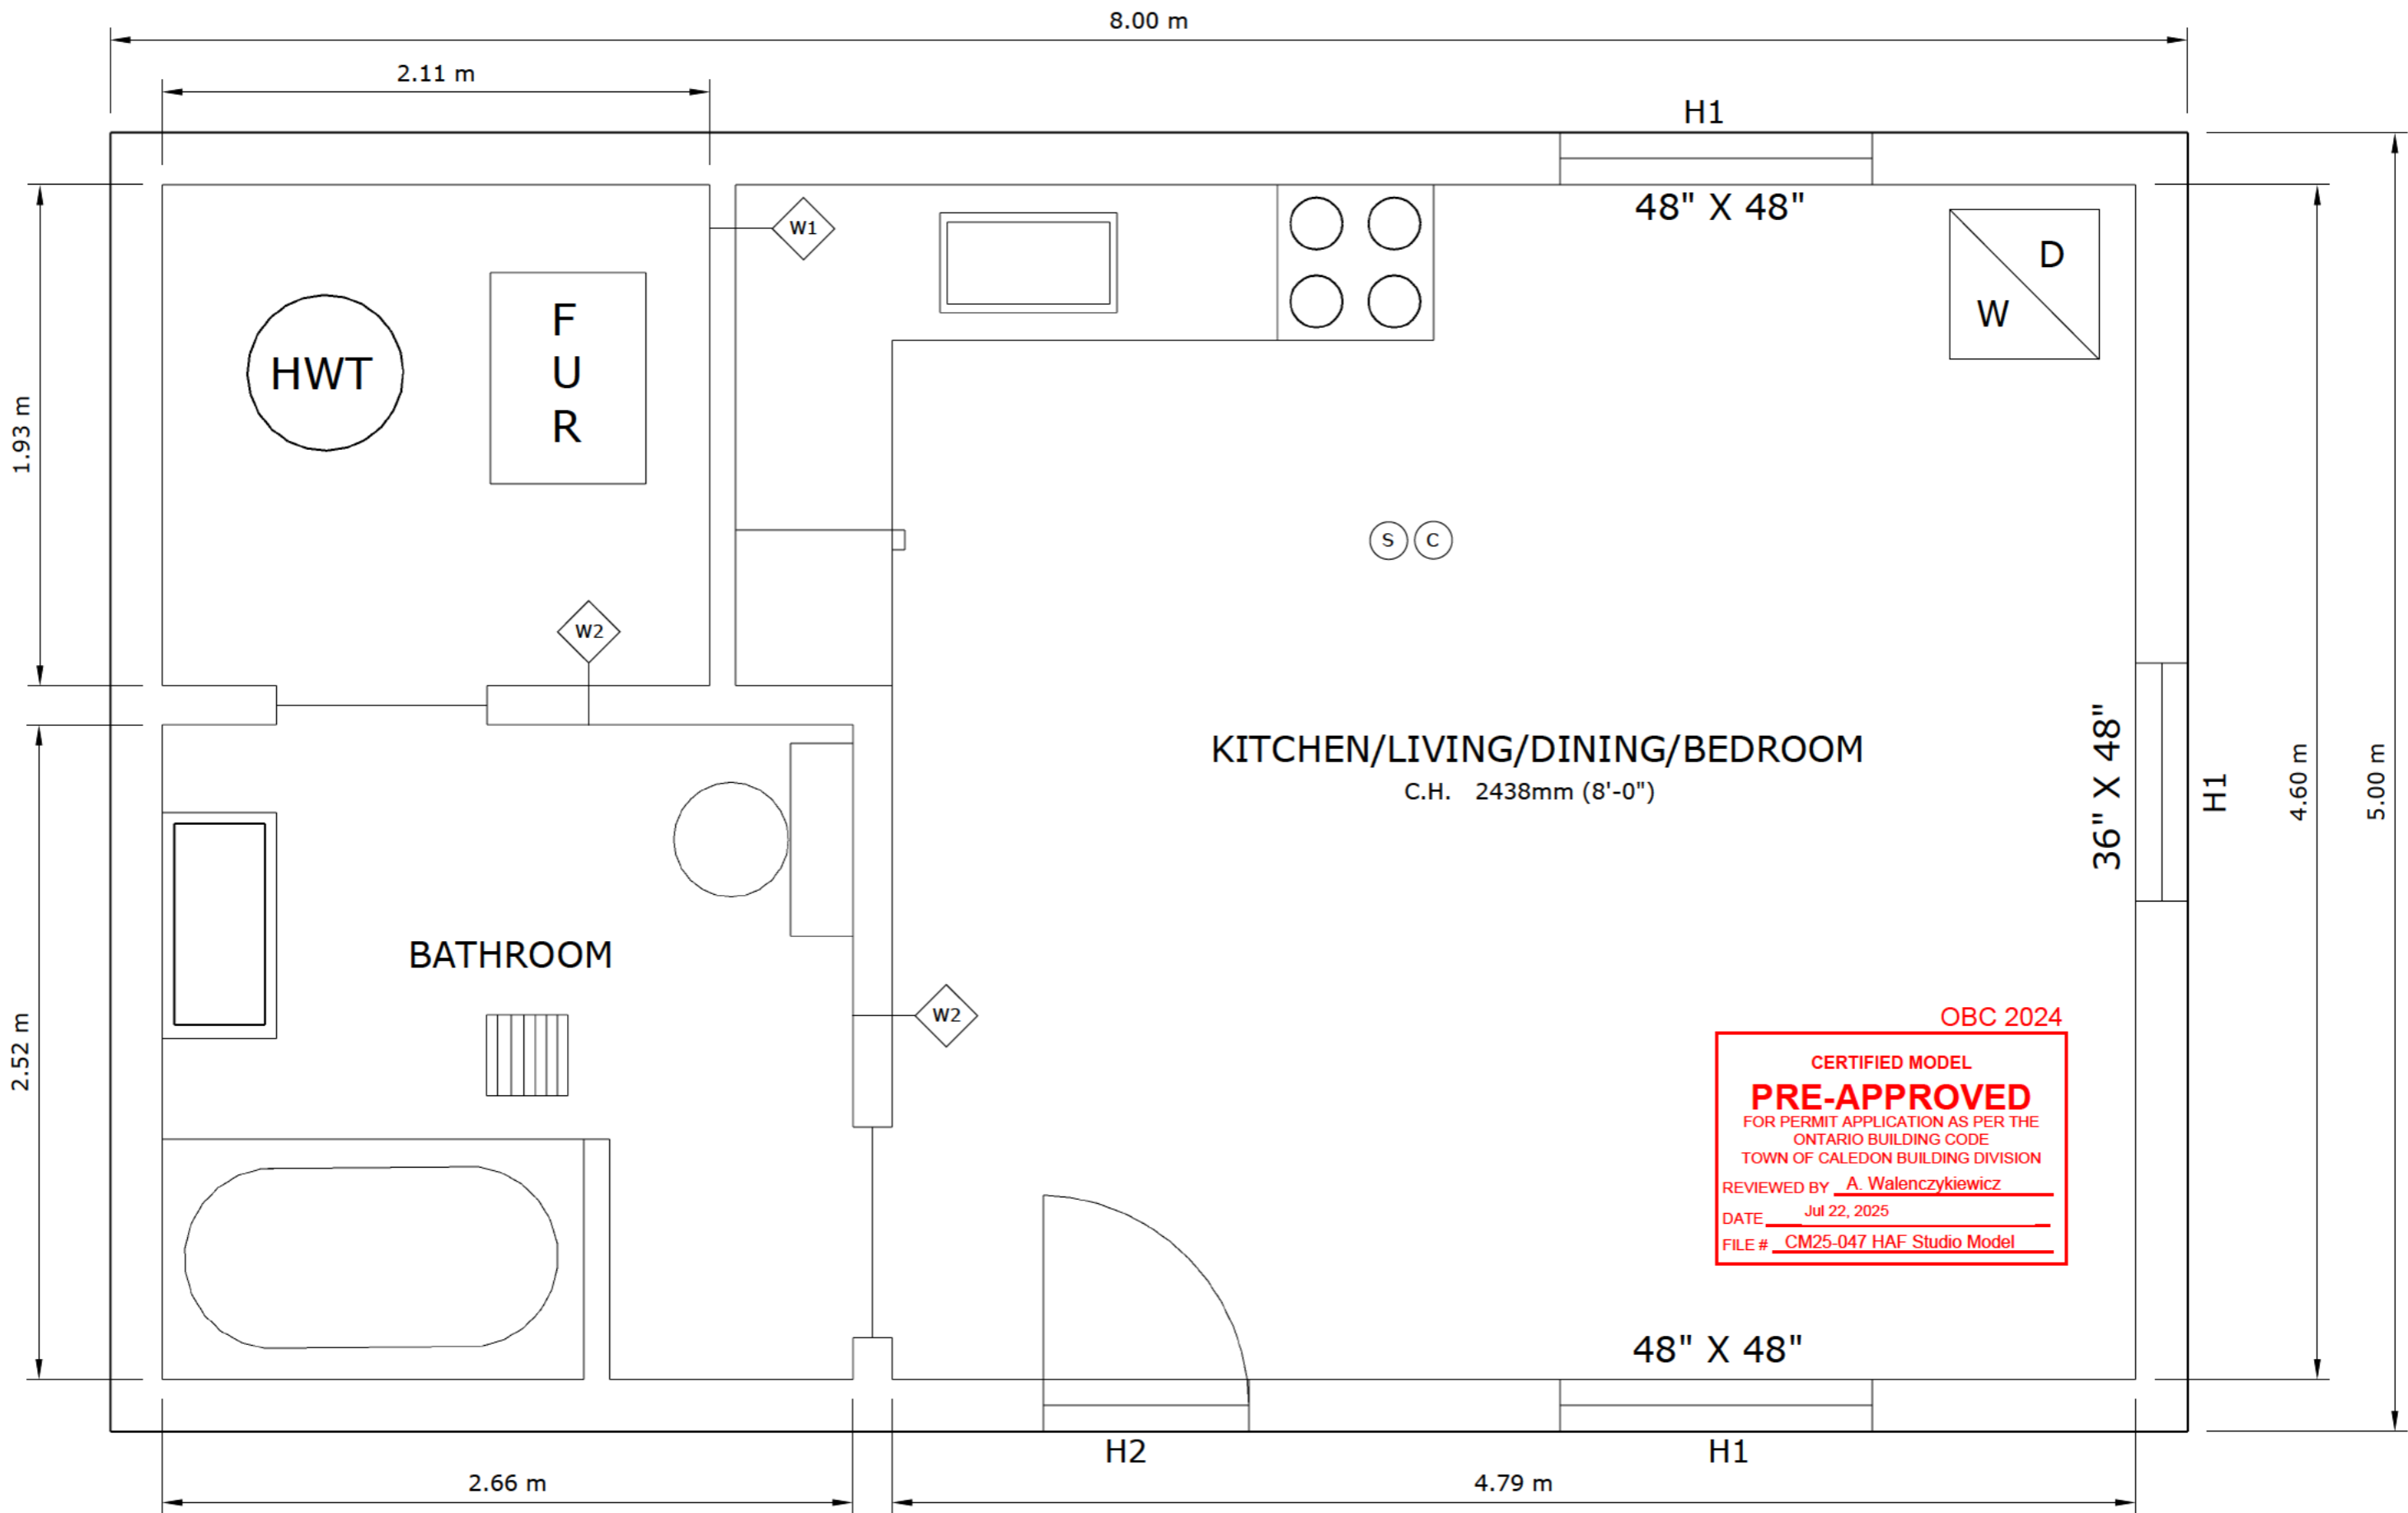 8.00 m
2.11 m
H1
48" X 48"
W1
D
W
F
U
R
HWT
1.93 m
S
C
W2
KITCHEN/LIVING/DINING/BEDROOM
C.H. 2438mm (8'-0")
36" X 48"
H1
4.60 m
5.00 m
BATHROOM
W2
2.52 m
OBC 2024
CERTIFIED MODEL
PRE-APPROVED
FOR PERMIT APPLICATION AS PER THE
ONTARIO BUILDING CODE
TOWN OF CALEDON BUILDING DIVISION
REVIEWED BY A. Walenczykiewicz
DATE Jul 22, 2025
FILE # CM25-047 HAF Studio Model
48" X 48"
H2
H1
2.66 m
4.79 m